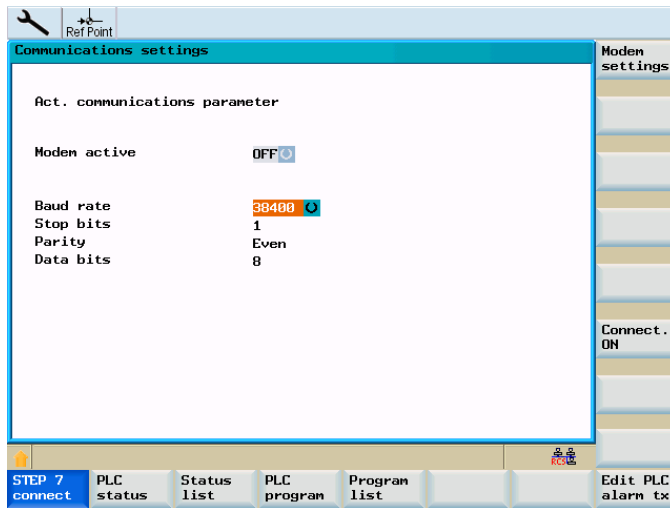 Ref Point
Communications settings
Modem
settings
Act. communications parameter
Modem active OFF
Baud rate 38400
Stop bits 1
Parity Even
Data bits 8
Connect.
ON
RCS
STEP 7
connect
PLC
status
Status
list
PLC
program
Program
list
Edit PLC
alarm tx